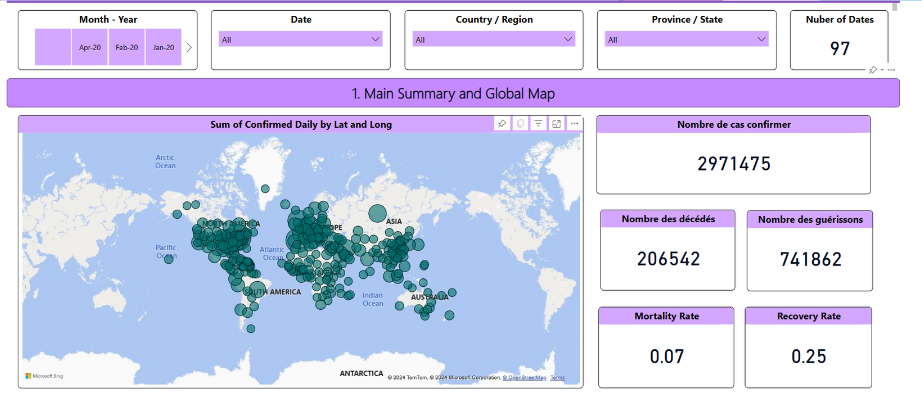 Month - Year
Apr-20
Feb-20
Jan-20
Date
All
Country / Region
All
Province / State
All
Nuber of Dates
97
1. Main Summary and Global Map
Sum of Confirmed Daily by Lat and Long
Arctic
Ocean
NORTH AMERICA
OPE
ASIA
Pacific
Ocean
Atlantic
Ocean
SOUTH AMERICA
Indian
Ocean
AUSTRALIA
ANTARCTICA
Microsoft Bing
© 2024 TomTom, © 2024 Microsoft Corporation, © OpenStreetMap Terms
Nombre de cas confirmer
2971475
Nombre des décédés
206542
Nombre des guérissons
741862
Mortality Rate
0.07
Recovery Rate
0.25